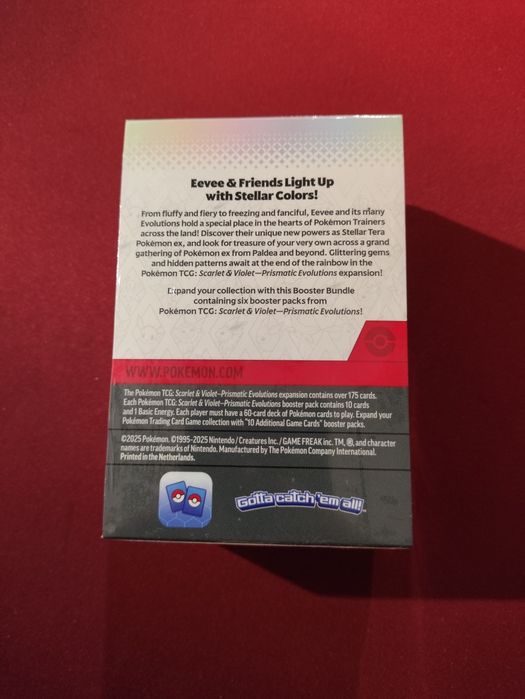 Eevee & Friends Light Up
with Stellar Colors!
From fluffy and fiery to freezing and fanciful, Eevee and its many
Evolutions hold a special place in the hearts of Pokémon Trainers
across the land! Discover their unique new powers as Stellar Tera
Pokémon ex, and look for treasure of your very own across a grand
gathering of Pokémon ex from Paldea and beyond. Glittering gems
and hidden patterns await at the end of the rainbow in the
Pokémon TCG: Scarlet & Violet—Prismatic Evolutions expansion!
Expand your collection with this Booster Bundle
containing six booster packs from
Pokémon TCG: Scarlet & Violet—Prismatic Evolutions!
WWW.POKEMON.COM
The Pokémon TCG: Scarlet & Violet—Prismatic Evolutions expansion contains over 175 cards.
Each Pokémon TCG: Scarlet & Violet—Prismatic Evolutions booster pack contains 10 cards
and 1 Basic Energy. Each player must have a 60-card deck of Pokémon cards to play. Expand your
Pokémon Trading Card Game collection with "10 Additional Game Cards" booster packs.
©2025 Pokémon. ©1995-2025 Nintendo / Creatures Inc. / GAME FREAK inc. TM, ®, and character
names are trademarks of Nintendo. Manufactured by The Pokémon Company International.
Printed in the Netherlands.
Gotta catch 'em all!™